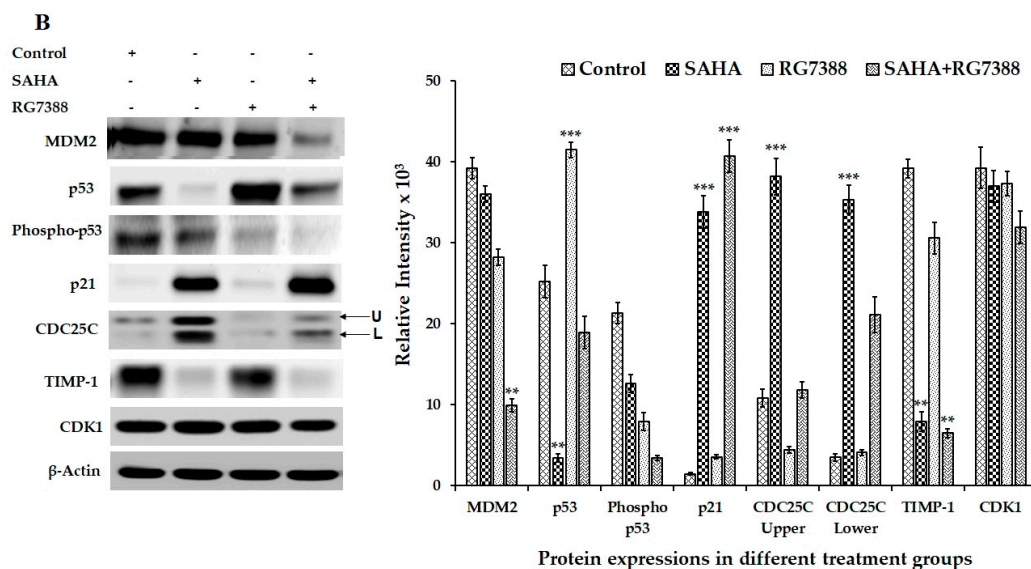 B
Control + - - -
SAHA - + - +
RG7388 - - + +
MDM2
p53
Phospho-p53
p21
CDC25C
U
L
TIMP-1
CDK1
β-Actin
Control SAHA RG7388 SAHA+RG7388
Relative Intensity x 10³
50
40
30
20
10
0
** ** *** *** *** *** *** ** **
MDM2 p53 Phospho p21 CDC25C CDC25C TIMP-1 CDK1
p53 Upper Lower
Protein expressions in different treatment groups